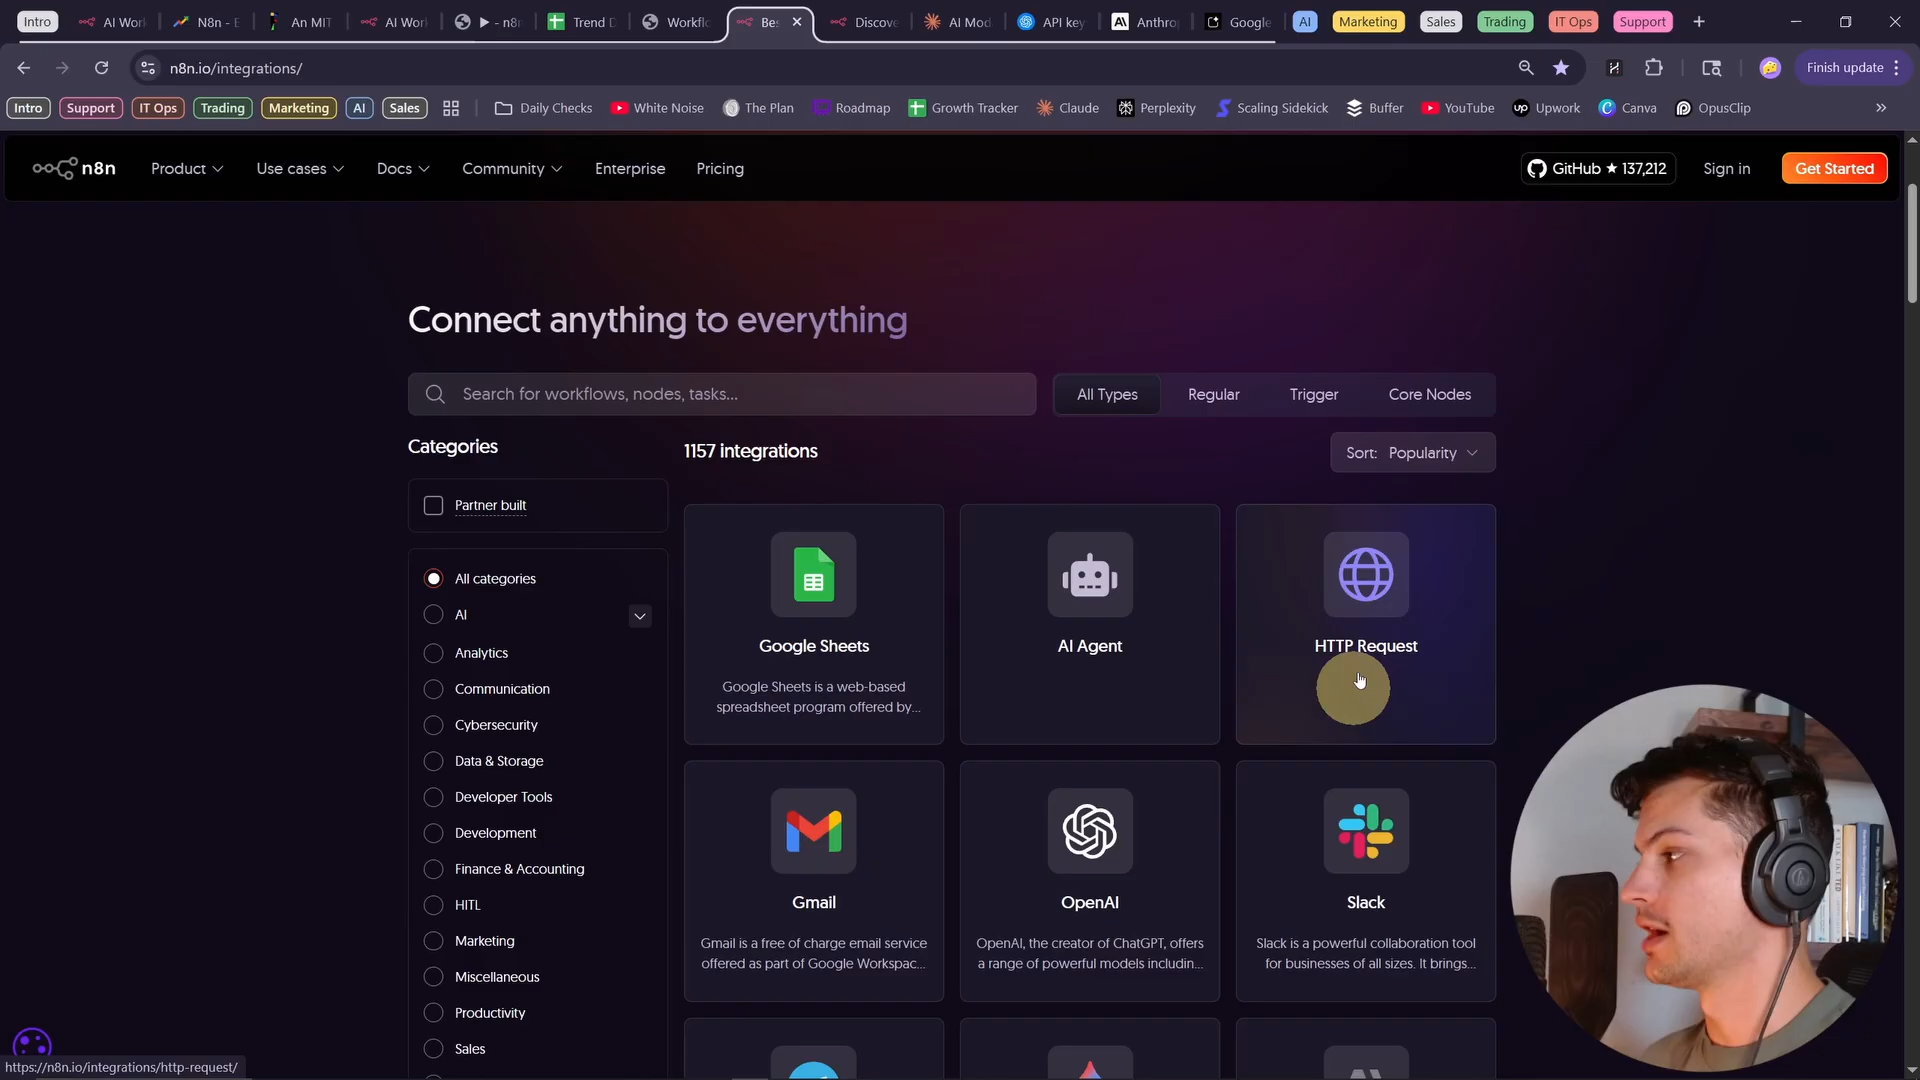 Intro
AI Work
N8n - E
An MIT
AI Work
Trend D
Workflo
Bes
Discove
AI Mod
API key
Anthrop
Google
AI
Marketing
Sales
Trading
IT Ops
Support
n8n.io/integrations/
Finish update
Intro
Support
IT Ops
Trading
Marketing
AI
Sales
Daily Checks
White Noise
The Plan
Roadmap
Growth Tracker
Claude
Perplexity
Scaling Sidekick
Buffer
YouTube
up
Upwork
Canva
OpusClip
n8n
Product
Use cases
Docs
Community
Enterprise
Pricing
GitHub ★ 137,212
Sign in
Get Started
Connect anything to everything
Search for workflows, nodes, tasks...
All Types
Regular
Trigger
Core Nodes
Categories
1157 integrations
Sort: Popularity
Partner built
All categories
AI
Analytics
Communication
Cybersecurity
Data & Storage
Developer Tools
Development
Finance & Accounting
HITL
Marketing
Miscellaneous
Productivity
Sales
Google Sheets
Google Sheets is a web-based
spreadsheet program offered by...
AI Agent
HTTP Request
Gmail
Gmail is a free of charge email service
offered as part of Google Workspac...
OpenAI
OpenAI, the creator of ChatGPT, offers
a range of powerful models includin...
Slack
Slack is a powerful collaboration tool
for businesses of all sizes. It brings...
https://n8n.io/integrations/http-request/